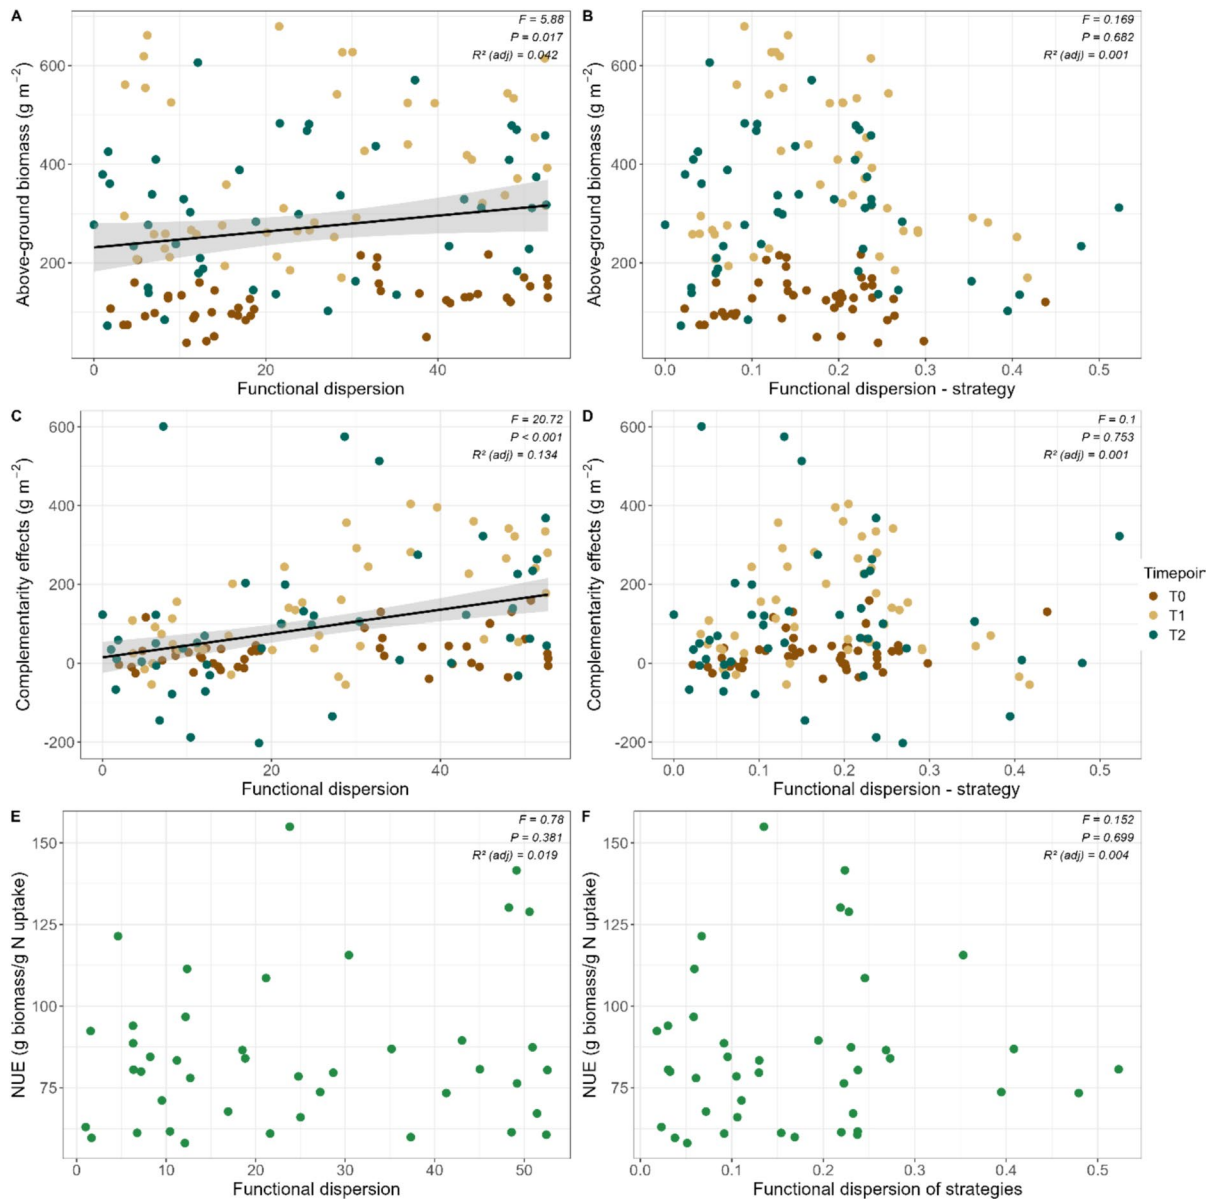 A
F = 5.88
P = 0.017
R² (adj) = 0.042
Above-ground biomass (g m⁻²)
600
400
200
0
20
40
Functional dispersion
B
F = 0.169
P = 0.682
R² (adj) = 0.001
Above-ground biomass (g m⁻²)
600
400
200
0.0
0.1
0.2
0.3
0.4
0.5
Functional dispersion - strategy
C
F = 20.72
P < 0.001
R² (adj) = 0.134
Complementarity effects (g m⁻²)
600
400
200
0
-200
0
20
40
Functional dispersion
D
F = 0.1
P = 0.753
R² (adj) = 0.001
Complementarity effects (g m⁻²)
600
400
200
0
-200
0.0
0.1
0.2
0.3
0.4
0.5
Functional dispersion - strategy
Timepoir
T0
T1
T2
E
F = 0.78
P = 0.381
R² (adj) = 0.019
NUE (g biomass/g N uptake)
150
125
100
75
0
10
20
30
40
50
Functional dispersion
F
F = 0.152
P = 0.699
R² (adj) = 0.004
NUE (g biomass/g N uptake)
150
125
100
75
0.0
0.1
0.2
0.3
0.4
0.5
Functional dispersion of strategies